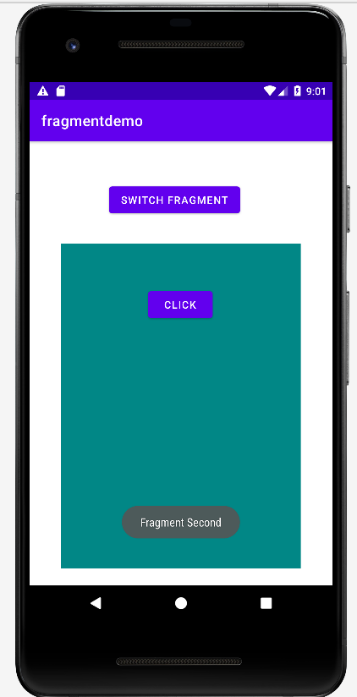 9:01
fragmentdemo
SWITCH FRAGMENT
CLICK
Fragment Second